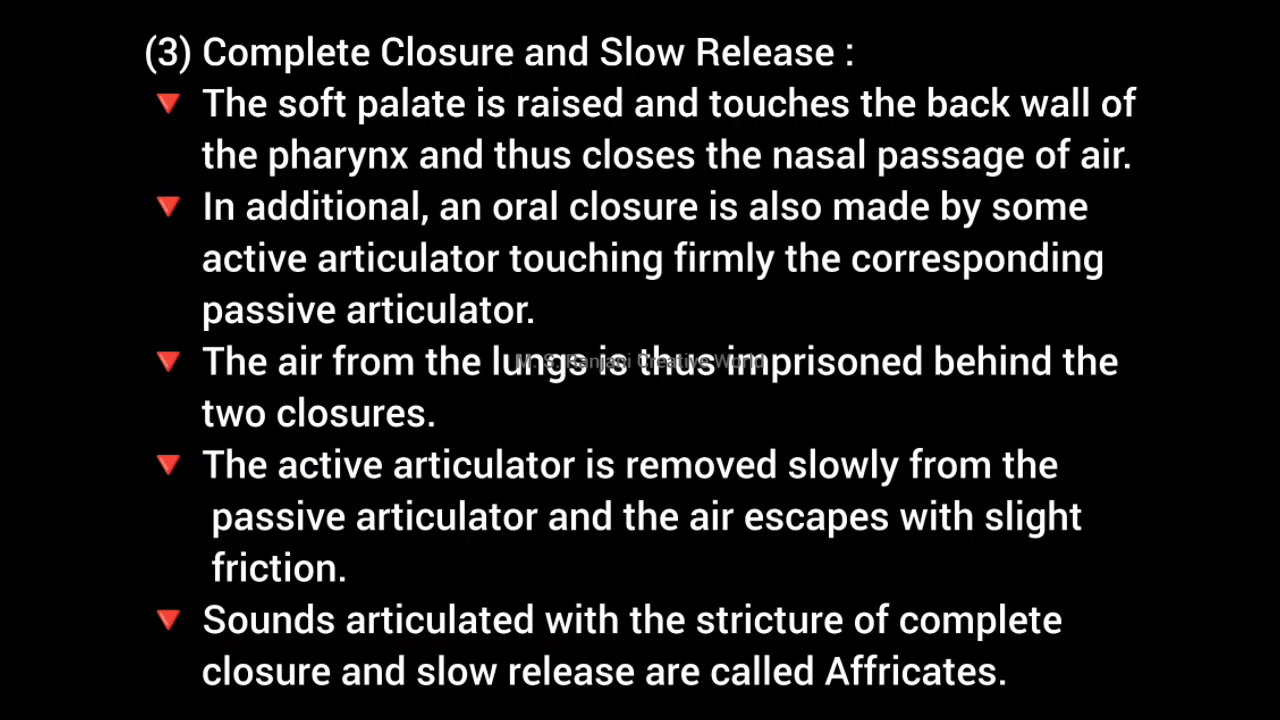 (3) Complete Closure and Slow Release :
🔻 The soft palate is raised and touches the back wall of
the pharynx and thus closes the nasal passage of air.
🔻 In additional, an oral closure is also made by some
active articulator touching firmly the corresponding
passive articulator.
🔻 The air from the lungs is thus imprisoned behind the
M. S. Ranjani Creative World
two closures.
🔻 The active articulator is removed slowly from the
passive articulator and the air escapes with slight
friction.
🔻 Sounds articulated with the stricture of complete
closure and slow release are called Affricates.